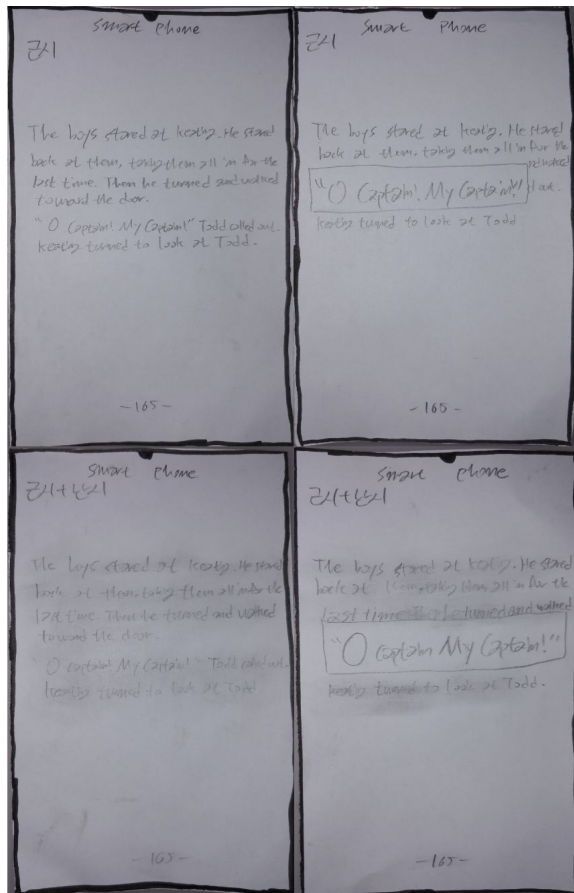 smart phone
근시
The boys stared at keating. He stared
back at them, taking them all in for the
last time. Then he turned and walked
toward the door.
"O Captain! My Captain!" Todd called out.
keating turned to look at Todd.
-165-
smart phone
근시
The boys stared at keating. He stared
back at them, taking them all in for the
and walked
"O Captain! My Captain!"
out.
keating turned to look at Todd
-165-
smart phone
근시+난시
The boys stared at keating. He stared
back at them, taking them all in for the
last time. Then he turned and walked
toward the door.
"O captain! My Captain!" Todd called out.
keating turned to look at Todd
-165-
smart phone
근시+난시
The boys stared at keating. He stared
back at them, taking them all in for the
last time he turned and walked
"O captain My Captain!"
keating turned to look at Todd.
-165-